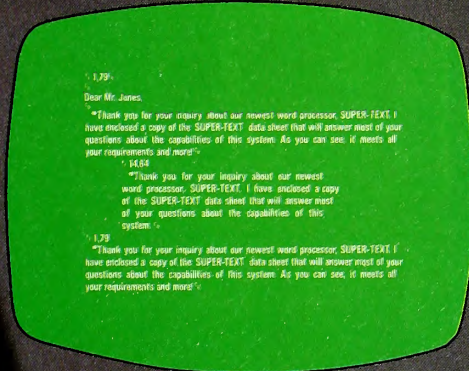 1,79
Dear Mr. Jones,
"Thank you for your inquiry about our newest word processor, SUPER-TEXT. I
have enclosed a copy of the SUPER-TEXT data sheet that will answer most of your
questions about the capabilities of this system. As you can see, it meets all
your requirements and more!
14,64
"Thank you for your inquiry about our newest
word processor, SUPER-TEXT. I have enclosed a copy
of the SUPER-TEXT data sheet that will answer most
of your questions about the capabilities of this
system.
1,79
"Thank you for your inquiry about our newest word processor, SUPER-TEXT. I
have enclosed a copy of the SUPER-TEXT data sheet that will answer most of your
questions about the capabilities of this system. As you can see, it meets all
your requirements and more!